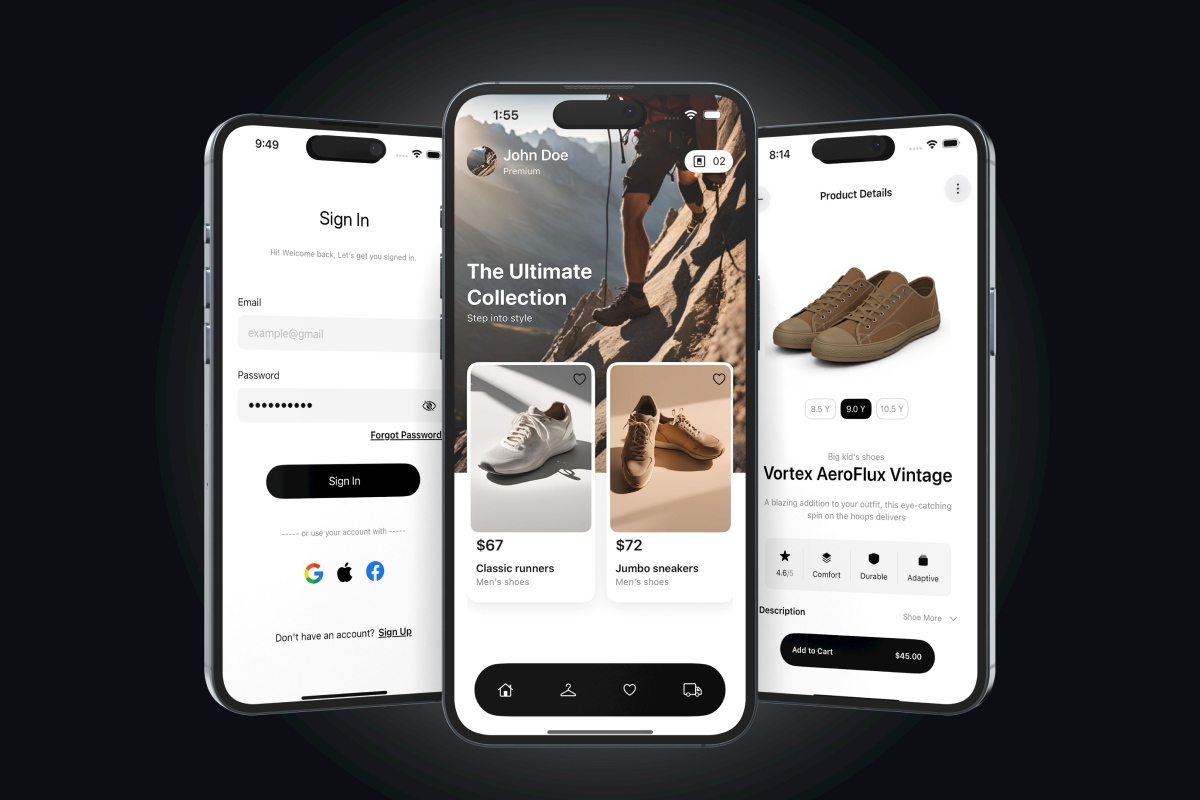 9:49
Sign In
Hi! Welcome back, Let's get you signed in.
Email
example@gmail
Password
Forgot Password
Sign In
----- or use your account with -----
Don't have an account? Sign Up
1:55
John Doe
Premium
02
The Ultimate
Collection
Step into style
$67
Classic runners
Men's shoes
$72
Jumbo sneakers
Men's shoes
8:14
Product Details
8.5 Y
9.0 Y
10.5 Y
Big kid's shoes
Vortex AeroFlux Vintage
A blazing addition to your outfit, this eye-catching
spin on the hoops delivers
4.6/5
Comfort
Durable
Adaptive
Description
Shoe More
Add to Cart
$45.00